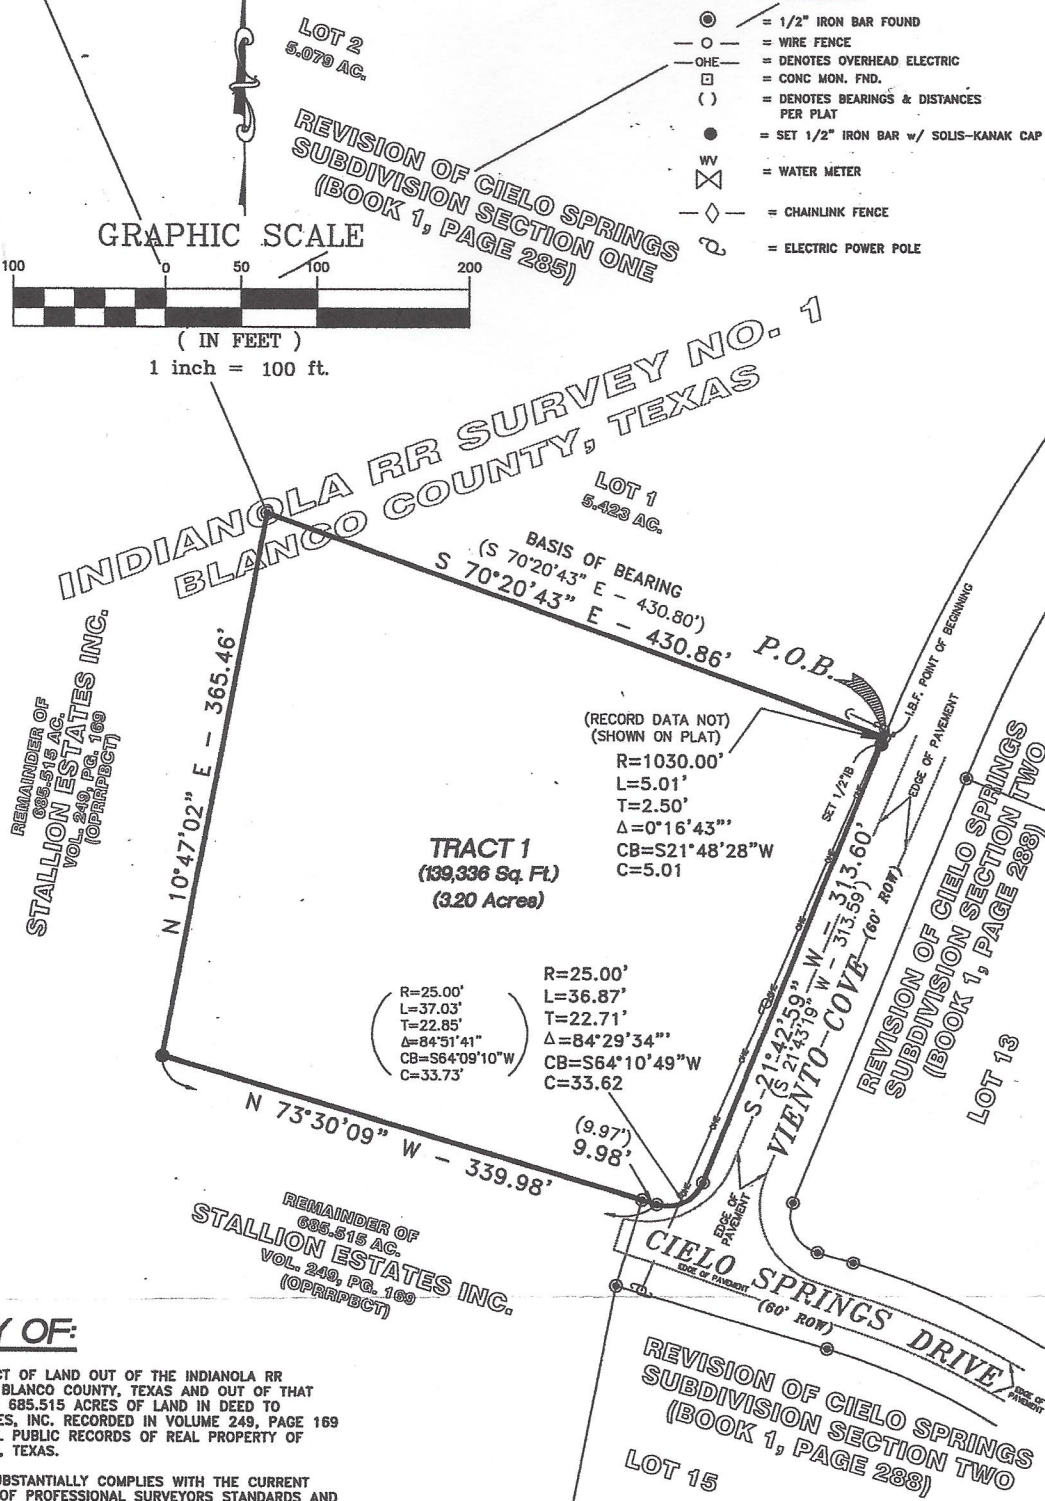 LOT 2
5.079 AC.
REVISION OF CIELO SPRINGS
SUBDIVISION SECTION ONE
(BOOK 1, PAGE 285)
= 1/2" IRON BAR FOUND
= WIRE FENCE
OHE
= DENOTES OVERHEAD ELECTRIC
= CONC MON. FND.
( )
= DENOTES BEARINGS & DISTANCES
PER PLAT
= SET 1/2" IRON BAR w/ SOLIS-KANAK CAP
WV
= WATER METER
= CHAINLINK FENCE
= ELECTRIC POWER POLE
GRAPHIC SCALE
100 0 50 100 200
( IN FEET )
1 inch = 100 ft.
INDIANOLA RR SURVEY NO. 1
BLANCO COUNTY, TEXAS
LOT 1
5.423 AC.
BASIS OF BEARING
(S 70°20'43" E - 430.80')
S 70°20'43" E - 430.86'
P.O.B.
I.B.F. POINT OF BEGINNING
EDGE OF PAVEMENT
SET 1/2"IB
(RECORD DATA NOT)
(SHOWN ON PLAT)
R=1030.00'
L=5.01'
T=2.50'
Δ=0°16'43"'
CB=S21°48'28"W
C=5.01
REMAINDER OF
685.515 AC.
STALLION ESTATES INC.
VOL. 249, PG. 169
(OPRRPBCT)
N 10°47'02" E - 365.46'
TRACT 1
(139,336 Sq. Ft.)
(3.20 Acres)
R=25.00'
L=37.03'
T=22.85'
Δ=84°51'41"
CB=S64°09'10"W
C=33.73'
R=25.00'
L=36.87'
T=22.71'
Δ=84°29'34"'
CB=S64°10'49"W
C=33.62
(9.97')
9.98'
OHE
OHE
OHE
OHE
OHE
OHE
S 21°42'59" W - 313.60'
(S 21°43'19" W - 313.59')
VIENTO COVE (60' ROW)
REVISION OF CIELO SPRINGS
SUBDIVISION SECTION TWO
(BOOK 1, PAGE 288)
LOT 13
N 73°30'09" W - 339.98'
REMAINDER OF
685.515 AC.
STALLION ESTATES INC.
VOL. 249, PG. 169
(OPRRPBCT)
EDGE OF
PAVEMENT
CIELO SPRINGS DRIVE
EDGE OF PAVEMENT
(60' ROW)
EDGE OF
PAVEMENT
REVISION OF CIELO SPRINGS
SUBDIVISION SECTION TWO
(BOOK 1, PAGE 288)
LOT 15
Y OF:
CT OF LAND OUT OF THE INDIANOLA RR
BLANCO COUNTY, TEXAS AND OUT OF THAT
685.515 ACRES OF LAND IN DEED TO
ES, INC. RECORDED IN VOLUME 249, PAGE 169
L PUBLIC RECORDS OF REAL PROPERTY OF
, TEXAS.
UBSTANTIALLY COMPLIES WITH THE CURRENT
OF PROFESSIONAL SURVEYORS STANDARDS AND